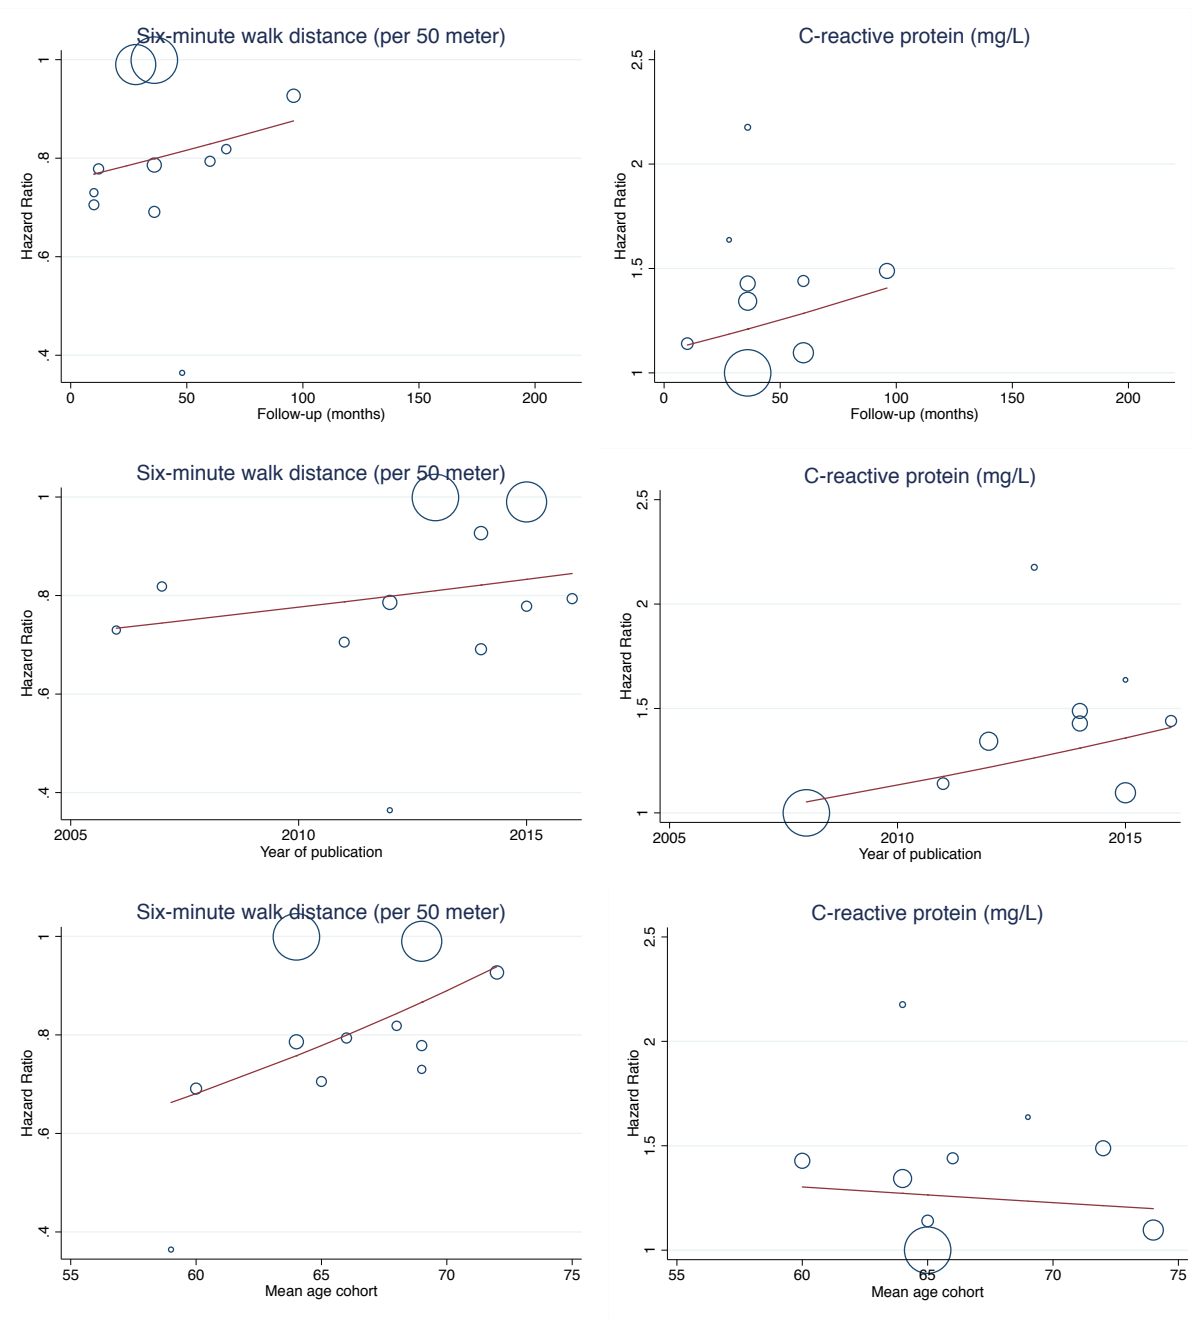 Six-minute walk distance (per 50 meter)
Hazard Ratio
1
.8
.6
.4
0 50 100 150 200
Follow-up (months)
C-reactive protein (mg/L)
Hazard Ratio
2.5
2
1.5
1
0 50 100 150 200
Follow-up (months)
Six-minute walk distance (per 50 meter)
Hazard Ratio
1
.8
.6
.4
2005 2010 2015
Year of publication
C-reactive protein (mg/L)
Hazard Ratio
2.5
2
1.5
1
2005 2010 2015
Year of publication
Six-minute walk distance (per 50 meter)
Hazard Ratio
1
.8
.6
.4
55 60 65 70 75
Mean age cohort
C-reactive protein (mg/L)
Hazard Ratio
2.5
2
1.5
1
55 60 65 70 75
Mean age cohort